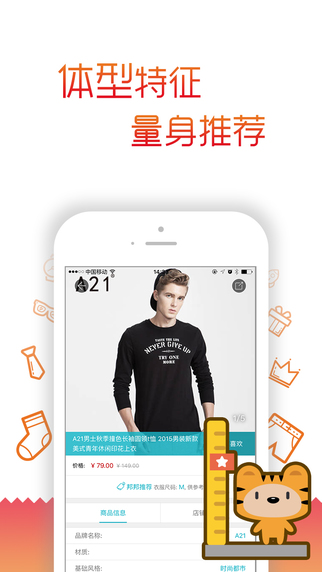 体型特征
量身推荐
中国移动
A21
THE YOU LIVE
NEVER GIVE UP
TRY ONE
MORE
1/5
A21男士秋季撞色长袖圆领t恤 2015男装新款
美式青年休闲印花上衣
喜欢
价格: ¥ 79.00 ¥ 149.00
邦邦推荐 衣服尺码: M, 供参考
商品信息 店铺
品牌名称: A21
材质:
基础风格: 时尚都市